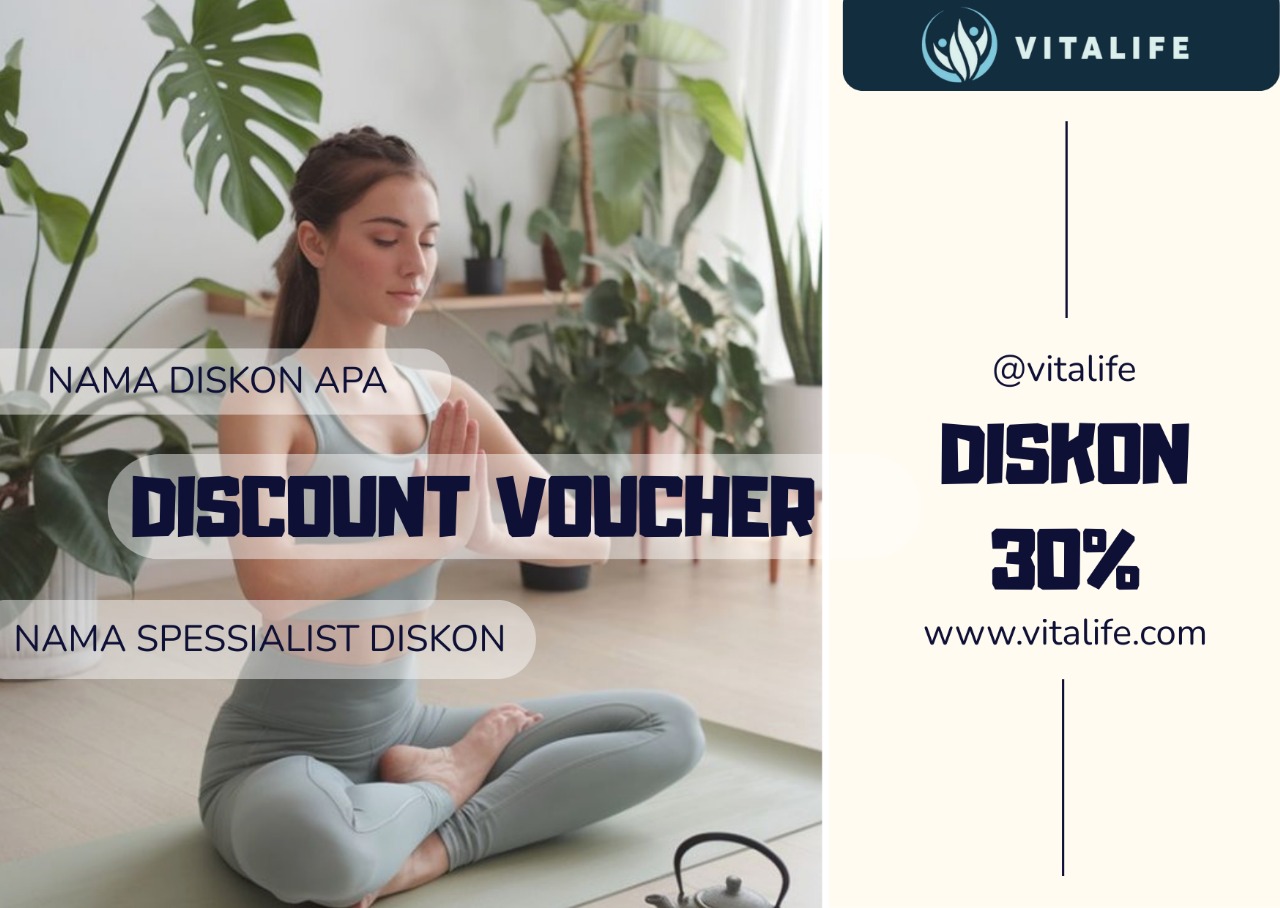 VITALIFE
NAMA DISKON APA
DISCOUNT VOUCHER
NAMA SPESSIALIST DISKON
@vitalife
DISKON
30%
www.vitalife.com